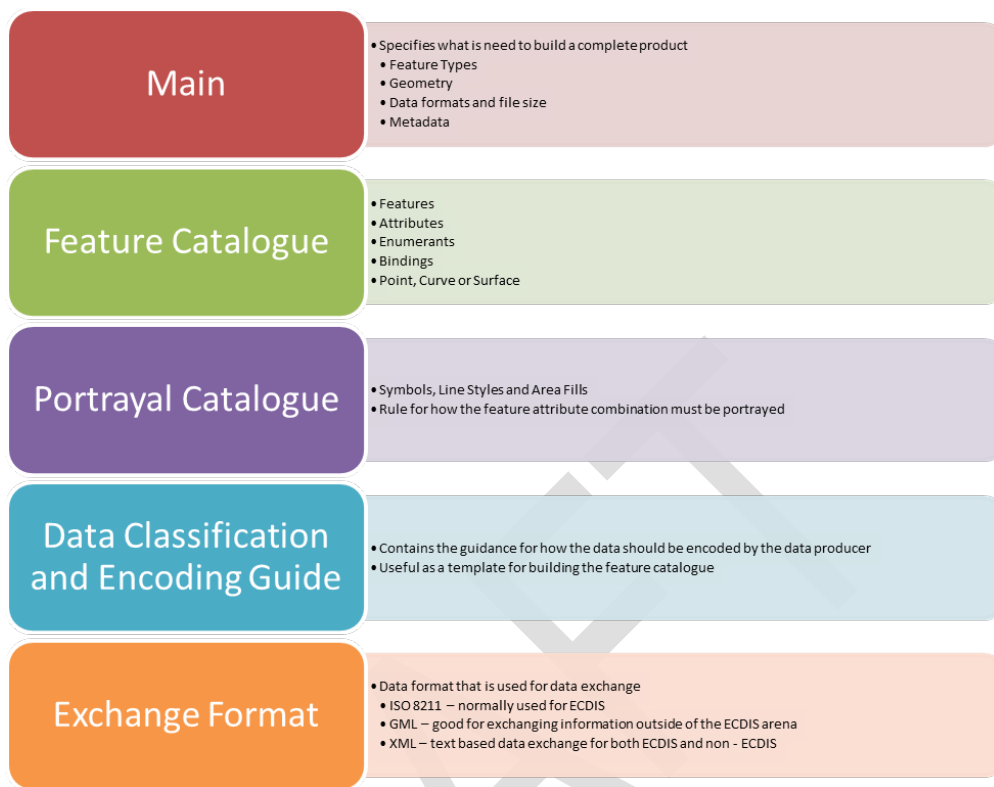 Main
• Specifies what is need to build a complete product
• Feature Types
• Geometry
• Data formats and file size
• Metadata
Feature Catalogue
• Features
• Attributes
• Enumerants
• Bindings
• Point, Curve or Surface
Portrayal Catalogue
• Symbols, Line Styles and Area Fills
• Rule for how the feature attribute combination must be portrayed
Data Classification
and Encoding Guide
• Contains the guidance for how the data should be encoded by the data producer
• Useful as a template for building the feature catalogue
Exchange Format
• Data format that is used for data exchange
• ISO 8211 – normally used for ECDIS
• GML – good for exchanging information outside of the ECDIS arena
• XML – text based data exchange for both ECDIS and non - ECDIS